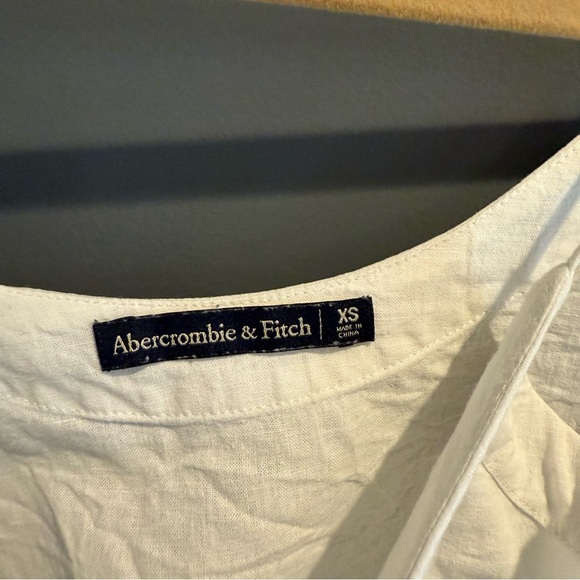 Abercrombie & Fitch
XS
MADE IN
CHINA